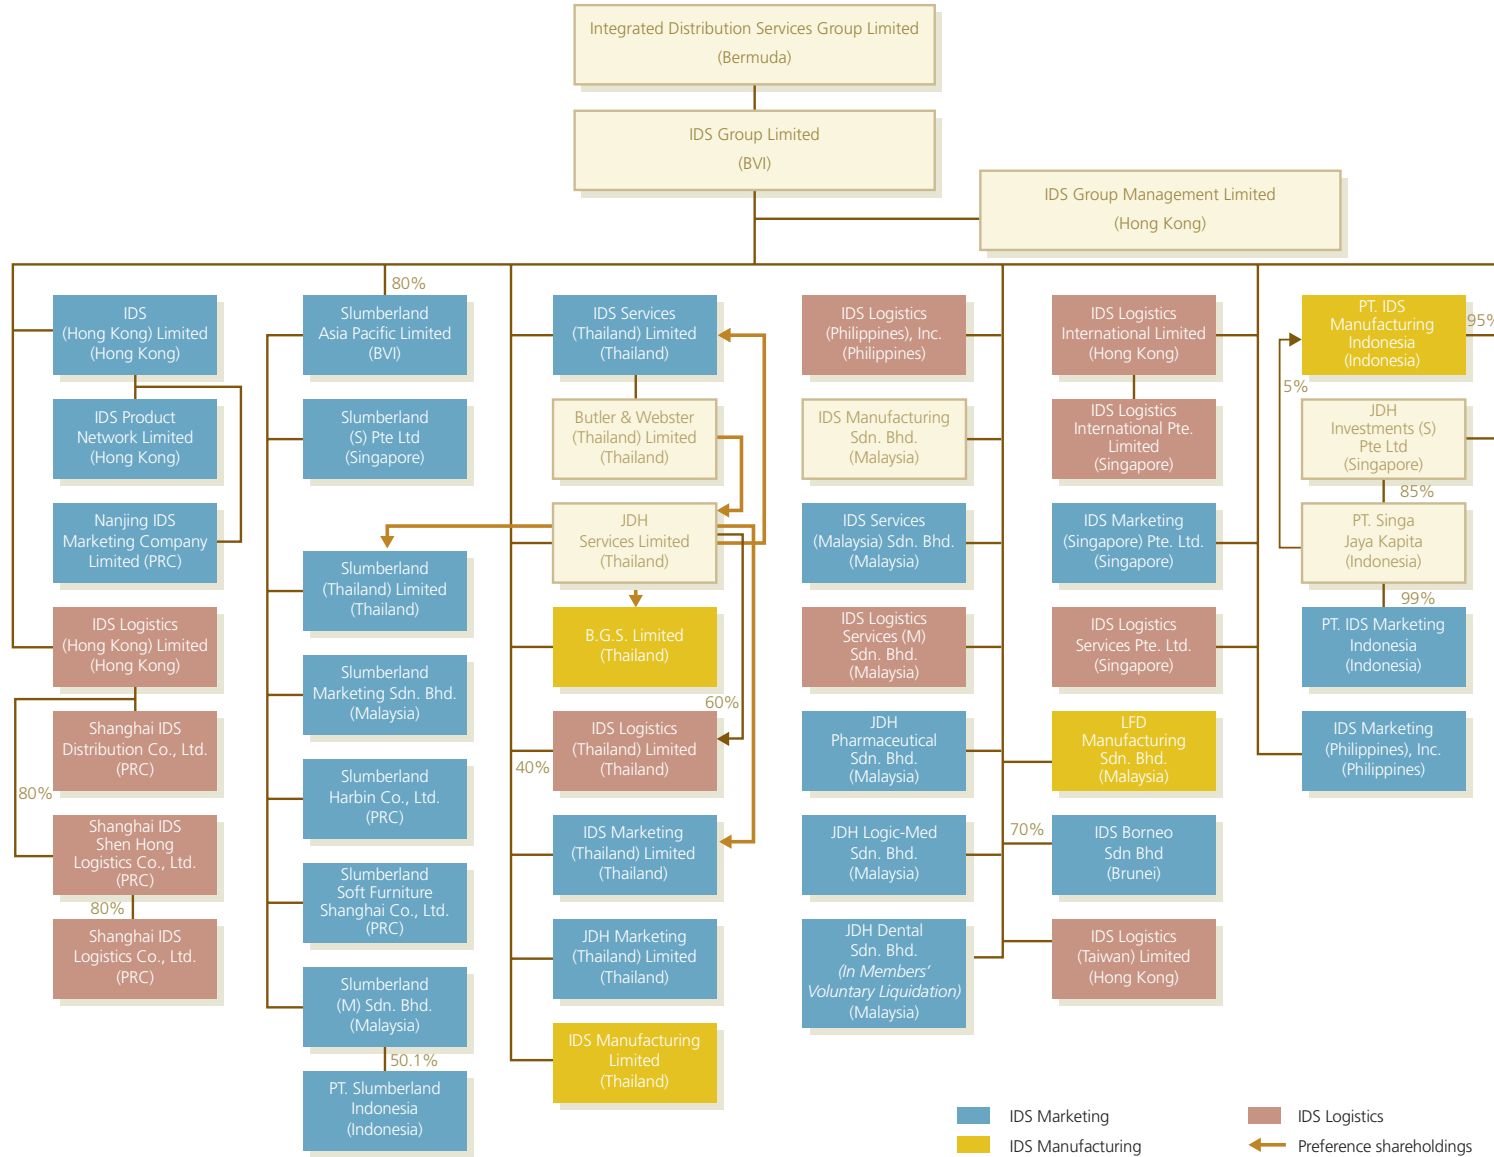 Integrated Distribution Services Group Limited
(Bermuda)
IDS Group Limited
(BVI)
IDS Group Management Limited
(Hong Kong)
IDS
(Hong Kong) Limited
(Hong Kong)
IDS Product
Network Limited
(Hong Kong)
Nanjing IDS
Marketing Company
Limited (PRC)
IDS Logistics
(Hong Kong) Limited
(Hong Kong)
Shanghai IDS
Distribution Co., Ltd.
(PRC)
80%
Shanghai IDS
Shen Hong
Logistics Co., Ltd.
(PRC)
80%
Shanghai IDS
Logistics Co., Ltd.
(PRC)
80%
Slumberland
Asia Pacific Limited
(BVI)
Slumberland
(S) Pte Ltd
(Singapore)
Slumberland
(Thailand) Limited
(Thailand)
Slumberland
Marketing Sdn. Bhd.
(Malaysia)
Slumberland
Harbin Co., Ltd.
(PRC)
Slumberland
Soft Furniture
Shanghai Co., Ltd.
(PRC)
Slumberland
(M) Sdn. Bhd.
(Malaysia)
50.1%
PT. Slumberland
Indonesia
(Indonesia)
IDS Services
(Thailand) Limited
(Thailand)
Butler & Webster
(Thailand) Limited
(Thailand)
JDH
Services Limited
(Thailand)
B.G.S. Limited
(Thailand)
60%
IDS Logistics
(Thailand) Limited
(Thailand)
40%
IDS Marketing
(Thailand) Limited
(Thailand)
JDH Marketing
(Thailand) Limited
(Thailand)
IDS Manufacturing
Limited
(Thailand)
IDS Logistics
(Philippines), Inc.
(Philippines)
IDS Manufacturing
Sdn. Bhd.
(Malaysia)
IDS Services
(Malaysia) Sdn. Bhd.
(Malaysia)
IDS Logistics
Services (M)
Sdn. Bhd.
(Malaysia)
JDH
Pharmaceutical
Sdn. Bhd.
(Malaysia)
JDH Logic-Med
Sdn. Bhd.
(Malaysia)
JDH Dental
Sdn. Bhd.
(In Members'
Voluntary Liquidation)
(Malaysia)
IDS Logistics
International Limited
(Hong Kong)
IDS Logistics
International Pte.
Limited
(Singapore)
IDS Marketing
(Singapore) Pte. Ltd.
(Singapore)
IDS Logistics
Services Pte. Ltd.
(Singapore)
LFD
Manufacturing
Sdn. Bhd.
(Malaysia)
70%
IDS Borneo
Sdn Bhd
(Brunei)
IDS Logistics
(Taiwan) Limited
(Hong Kong)
PT. IDS
Manufacturing
Indonesia
(Indonesia)
95%
5%
JDH
Investments (S)
Pte Ltd
(Singapore)
85%
PT. Singa
Jaya Kapita
(Indonesia)
99%
PT. IDS Marketing
Indonesia
(Indonesia)
IDS Marketing
(Philippines), Inc.
(Philippines)
IDS Marketing
IDS Logistics
IDS Manufacturing
Preference shareholdings